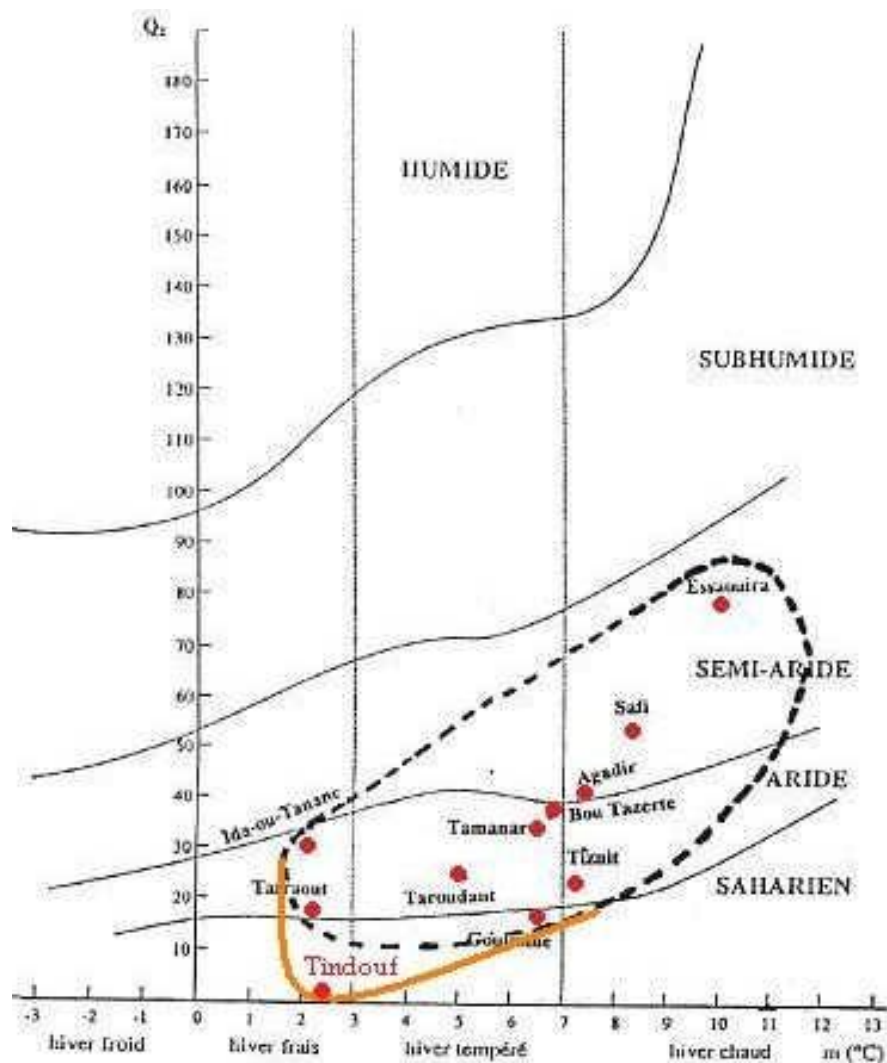 Q₂
180
170
HUMIDE
160
150
140
130
SUBHUMIDE
120
110
100
90
Essaouira
80
70
SEMI-ARIDE
60
Safi
50
Agadir
ARIDE
40
Ida-ou-Tanane
Bou Tazerte
Tamanar
30
Tiznit
Tafraout
Taroudant
SAHARIEN
20
Goulimine
10
Tindouf
-3 -2 -1 0 1 2 3 4 5 6 7 8 9 10 11 12 13
hiver froid hiver frais hiver tempéré hiver chaud m (°C)